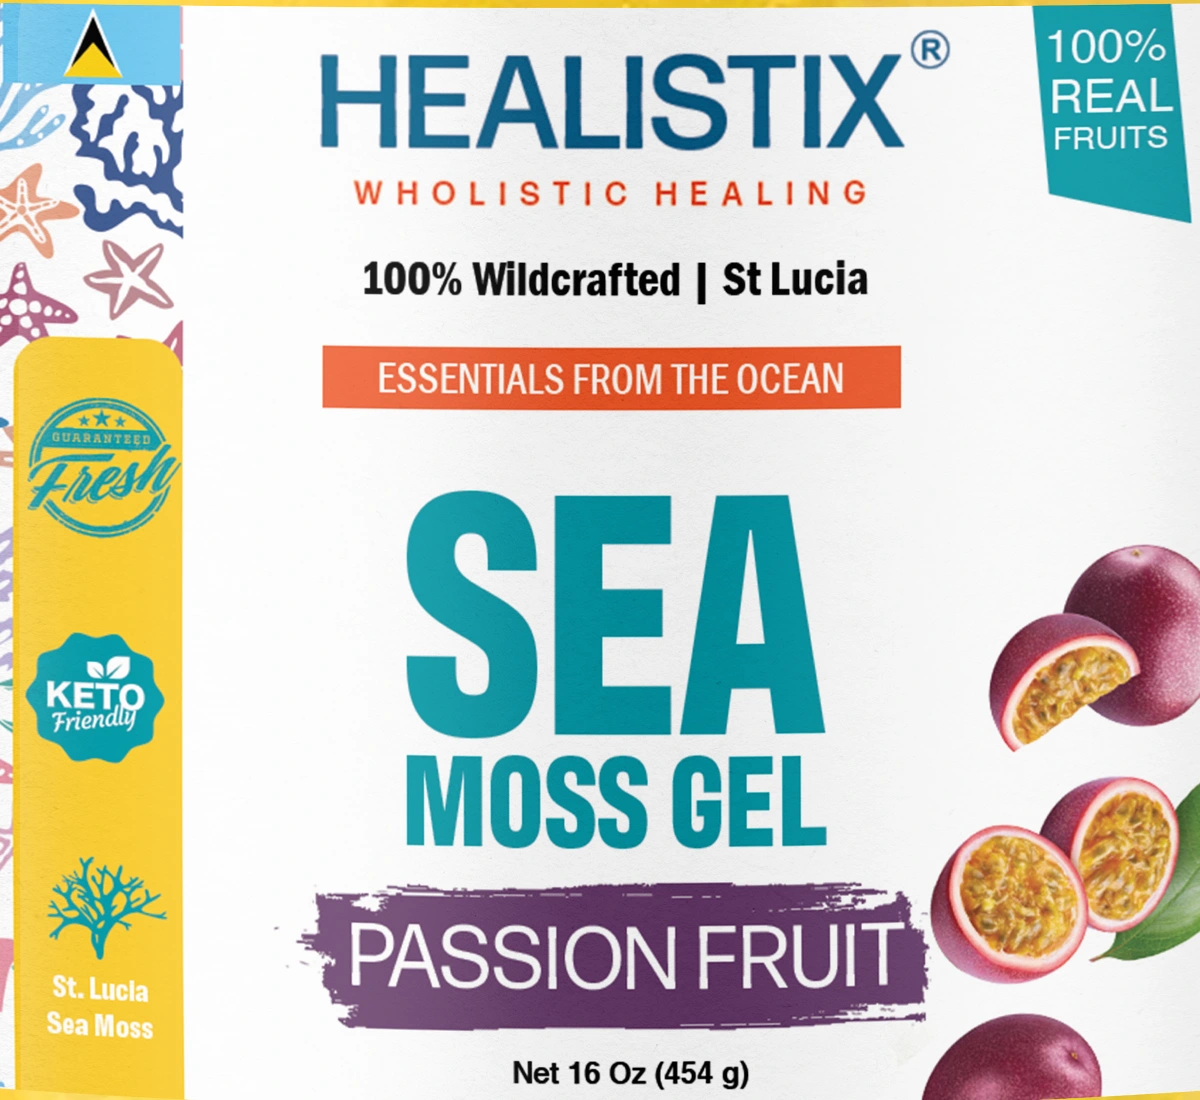 HEALISTIX®
WHOLISTIC HEALING
100% Wildcrafted | St Lucia
ESSENTIALS FROM THE OCEAN
SEA
MOSS GEL
PASSION FRUIT
Net 16 Oz (454 g)
100%
REAL
FRUITS
GUARANTEED
Fresh
KETO
Friendly
St. Lucia
Sea Moss